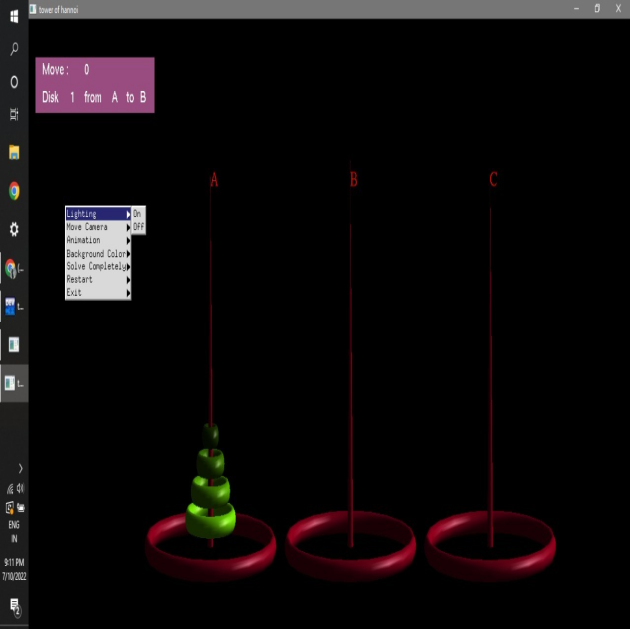 tower of hannoi
Move : 0
Disk 1 from A to B
A B C
Lighting On
Move Camera Off
Animation
Background Color
Solve Completely
Restart
Exit
ENG
IN
9:11 PM
7/10/2022
2